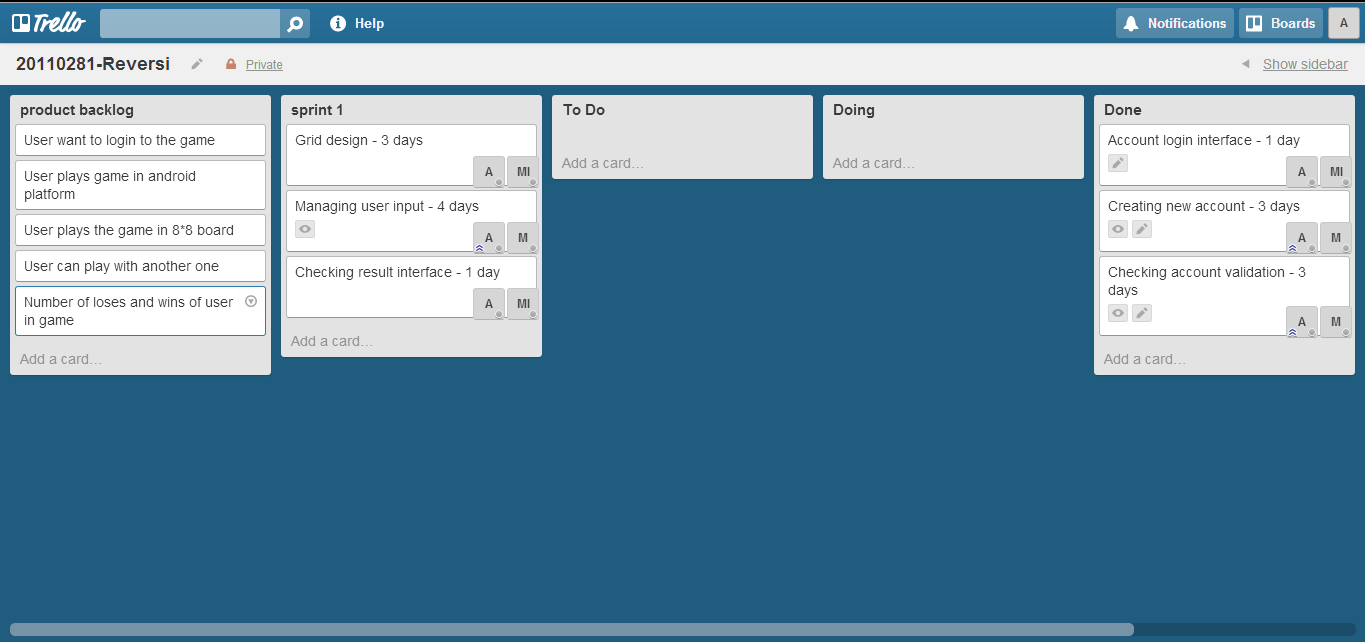 Trello
Help
Notifications
Boards
A
20110281-Reversi
Private
Show sidebar
product backlog
User want to login to the game
User plays game in android
platform
User plays the game in 8*8 board
User can play with another one
Number of loses and wins of user
in game
Add a card…
sprint 1
Grid design - 3 days
A MI
Managing user input - 4 days
A M
Checking result interface - 1 day
A MI
Add a card…
To Do
Add a card…
Doing
Add a card…
Done
Account login interface - 1 day
A MI
Creating new account - 3 days
A M
Checking account validation - 3
days
A M
Add a card…